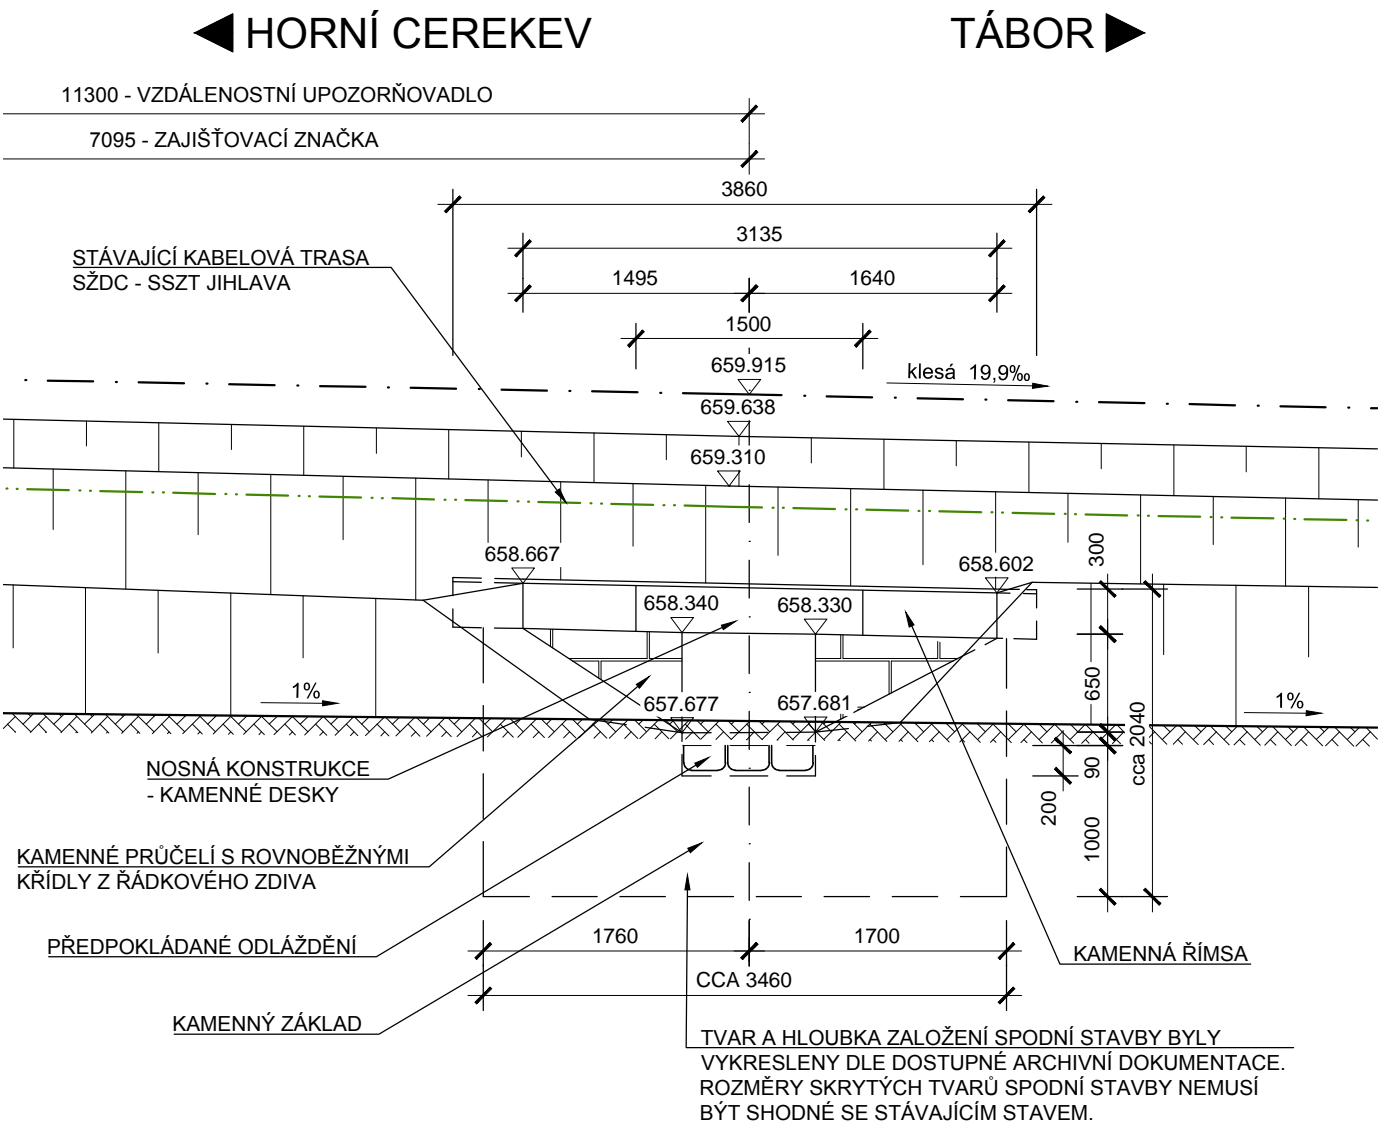 HORNÍ CEREKEV
TÁBOR
11300 - VZDÁLENOSTNÍ UPOZORŇOVADLO
7095 - ZAJIŠŤOVACÍ ZNAČKA
3860
3135
STÁVAJÍCÍ KABELOVÁ TRASA
SŽDC - SSZT JIHLAVA
1495
1640
1500
659.915
klesá 19,9‰
659.638
659.310
658.667
658.602
300
658.340
658.330
650
1%
657.677
657.681
1%
cca 2040
90
200
1000
NOSNÁ KONSTRUKCE
- KAMENNÉ DESKY
KAMENNÉ PRŮČELÍ S ROVNOBĚŽNÝMI
KŘÍDLY Z ŘÁDKOVÉHO ZDIVA
PŘEDPOKLÁDANÉ ODLÁŽDĚNÍ
1760
1700
KAMENNÁ ŘÍMSA
CCA 3460
KAMENNÝ ZÁKLAD
TVAR A HLOUBKA ZALOŽENÍ SPODNÍ STAVBY BYLY
VYKRESLENY DLE DOSTUPNÉ ARCHIVNÍ DOKUMENTACE.
ROZMĚRY SKRYTÝCH TVARŮ SPODNÍ STAVBY NEMUSÍ
BÝT SHODNÉ SE STÁVAJÍCÍM STAVEM.